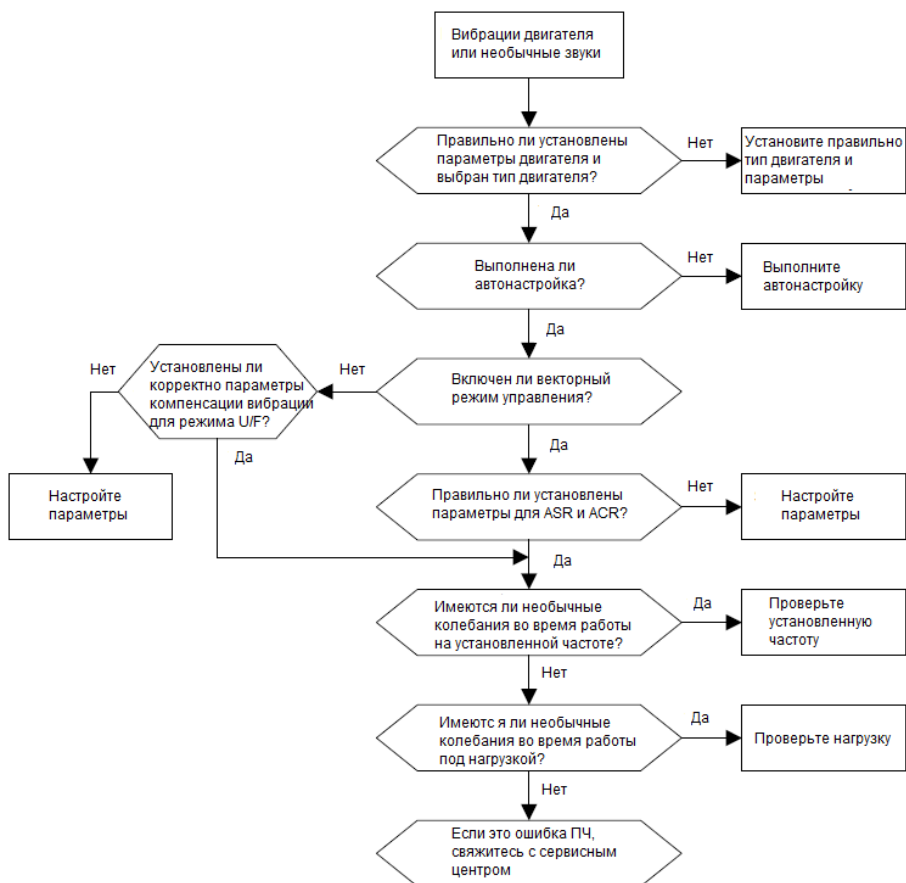 Вибрации двигателя
или необычные звуки
Правильно ли установлены
параметры двигателя и
выбран тип двигателя?
Нет
Установите правильно
тип двигателя и
параметры
Да
Выполнена ли
автонастройка?
Нет
Выполните
автонастройку
Да
Включен ли векторный
режим управления?
Нет
Установлены ли
корректно параметры
компенсации вибрации
для режима U/F?
Нет
Настройте
параметры
Да
Да
Правильно ли установлены
параметры для ASR и ACR?
Нет
Настройте
параметры
Да
Имеются ли необычные
колебания во время работы
на установленной частоте?
Да
Проверьте
установленную
частоту
Нет
Имеютс я ли необычные
колебания во время работы
под нагрузкой?
Да
Проверьте нагрузку
Нет
Если это ошибка ПЧ,
свяжитесь с сервисным
центром